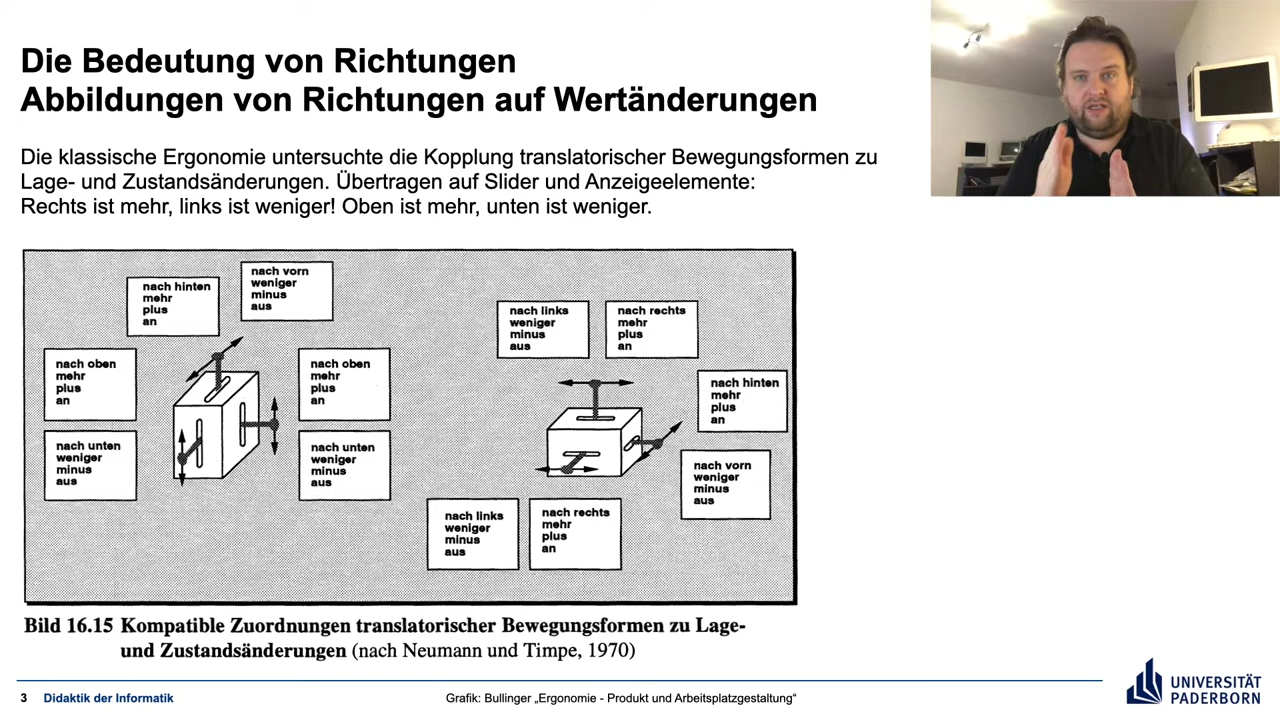 Die Bedeutung von Richtungen
Abbildungen von Richtungen auf Wertänderungen
Die klassische Ergonomie untersuchte die Kopplung translatorischer Bewegungsformen zu
Lage- und Zustandsänderungen. Übertragen auf Slider und Anzeigeelemente:
Rechts ist mehr, links ist weniger! Oben ist mehr, unten ist weniger.
nach hinten
mehr
plus
an
nach vorn
weniger
minus
aus
nach oben
mehr
plus
an
nach oben
mehr
plus
an
nach unten
weniger
minus
aus
nach unten
weniger
minus
aus
nach links
weniger
minus
aus
nach rechts
mehr
plus
an
nach hinten
mehr
plus
an
nach vorn
weniger
minus
aus
nach links
weniger
minus
aus
nach rechts
mehr
plus
an
Bild 16.15 Kompatible Zuordnungen translatorischer Bewegungsformen zu Lage-
und Zustandsänderungen (nach Neumann und Timpe, 1970)
3 Didaktik der Informatik
Grafik: Bullinger „Ergonomie - Produkt und Arbeitsplatzgestaltung“
UNIVERSITÄT
PADERBORN